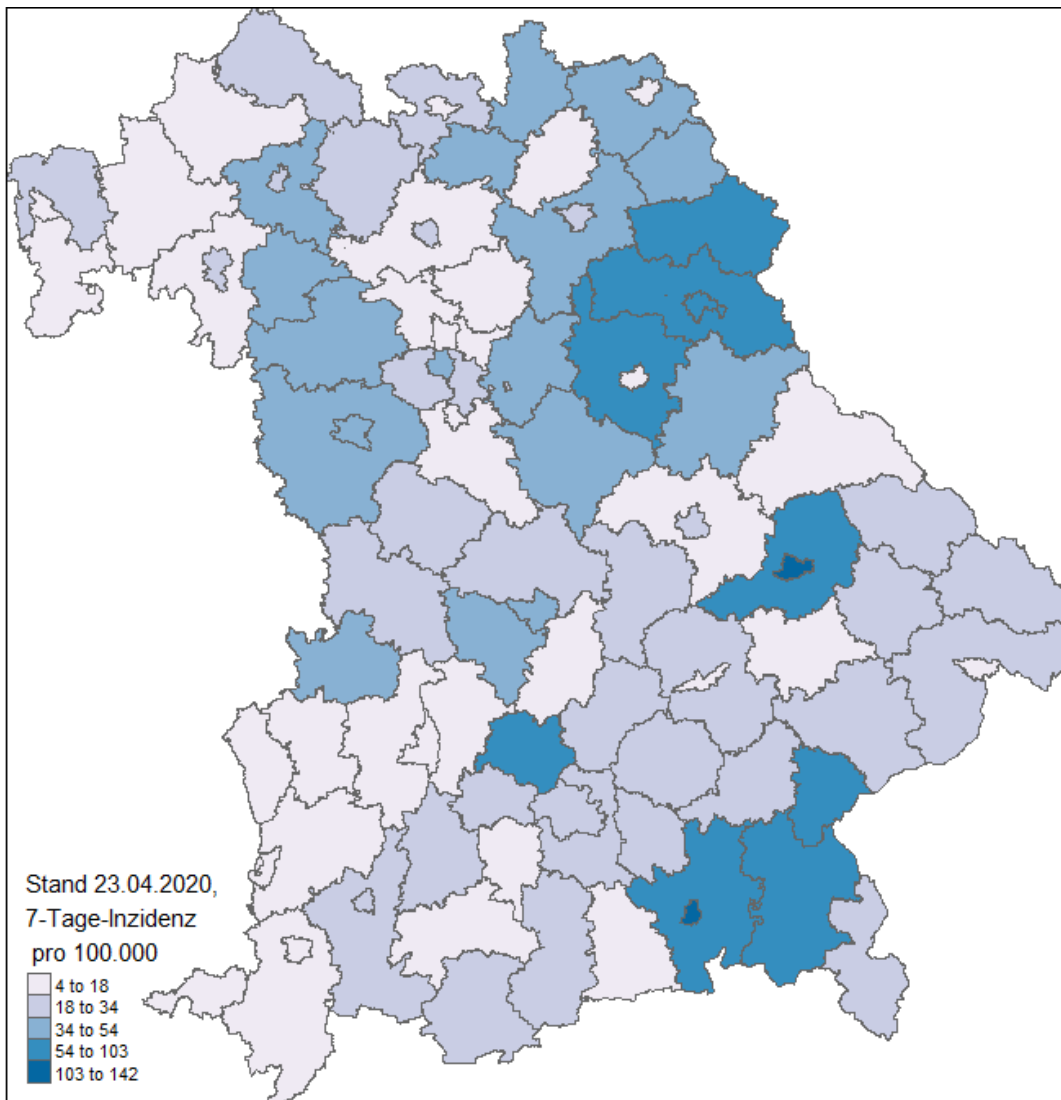 Stand 23.04.2020,
7-Tage-Inzidenz
pro 100.000
4 to 18
18 to 34
34 to 54
54 to 103
103 to 142